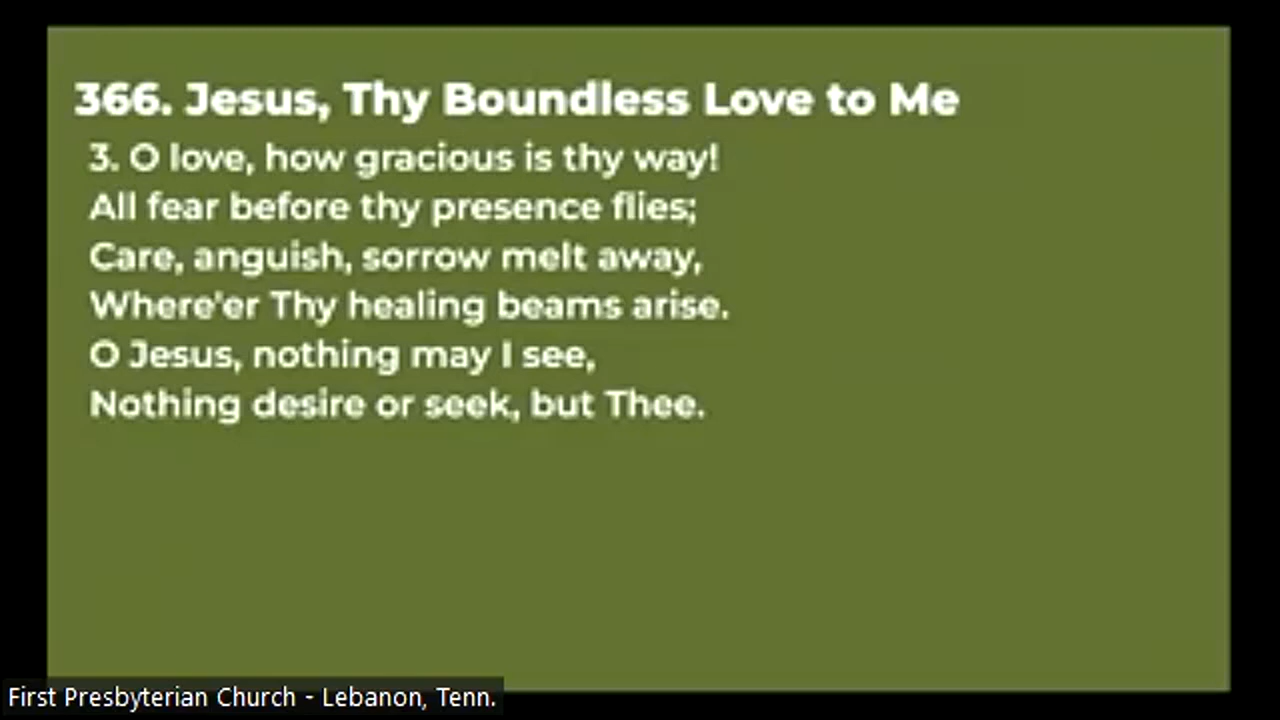 366. Jesus, Thy Boundless Love to Me
3. O love, how gracious is thy way!
All fear before thy presence flies;
Care, anguish, sorrow melt away,
Where'er Thy healing beams arise.
O Jesus, nothing may I see,
Nothing desire or seek, but Thee.
First Presbyterian Church - Lebanon, Tenn.